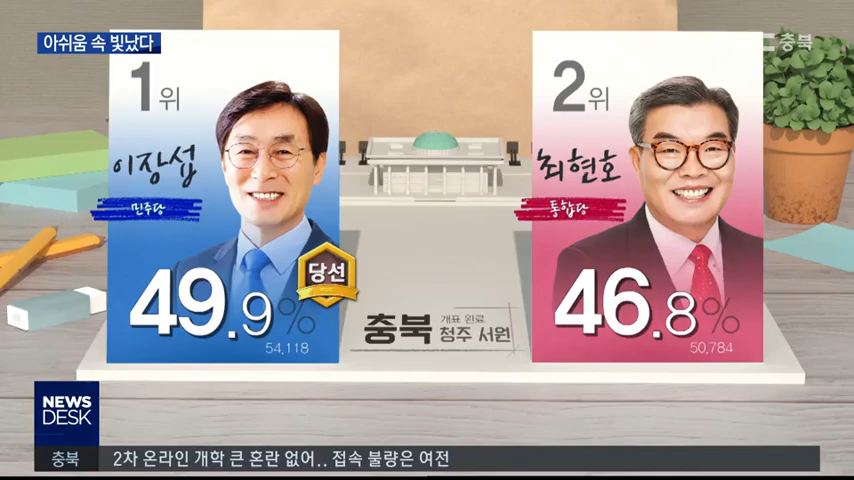 아쉬움 속 빛났다
충북
1위
이장섭
민주당
당선
49.9%
54,118
2위
최현호
통합당
46.8%
50,784
충북
개표 완료
청주 서원
NEWS
DESK
충북
2차 온라인 개학 큰 혼란 없어.. 접속 불량은 여전